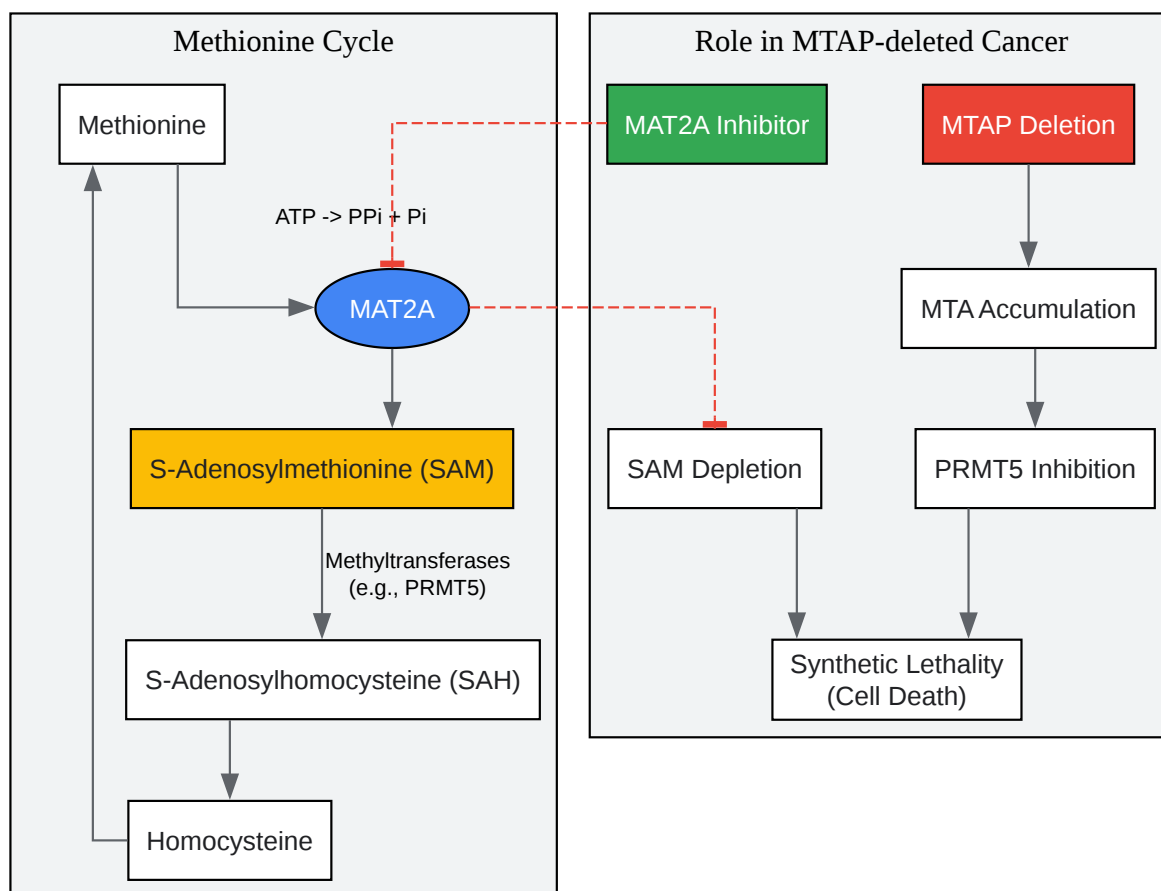 Methionine Cycle
Methionine
ATP -> PPi + Pi
MAT2A
S-Adenosylmethionine (SAM)
Methyltransferases
(e.g., PRMT5)
S-Adenosylhomocysteine (SAH)
Homocysteine
Role in MTAP-deleted Cancer
MAT2A Inhibitor
MTAP Deletion
MTA Accumulation
SAM Depletion
PRMT5 Inhibition
Synthetic Lethality
(Cell Death)